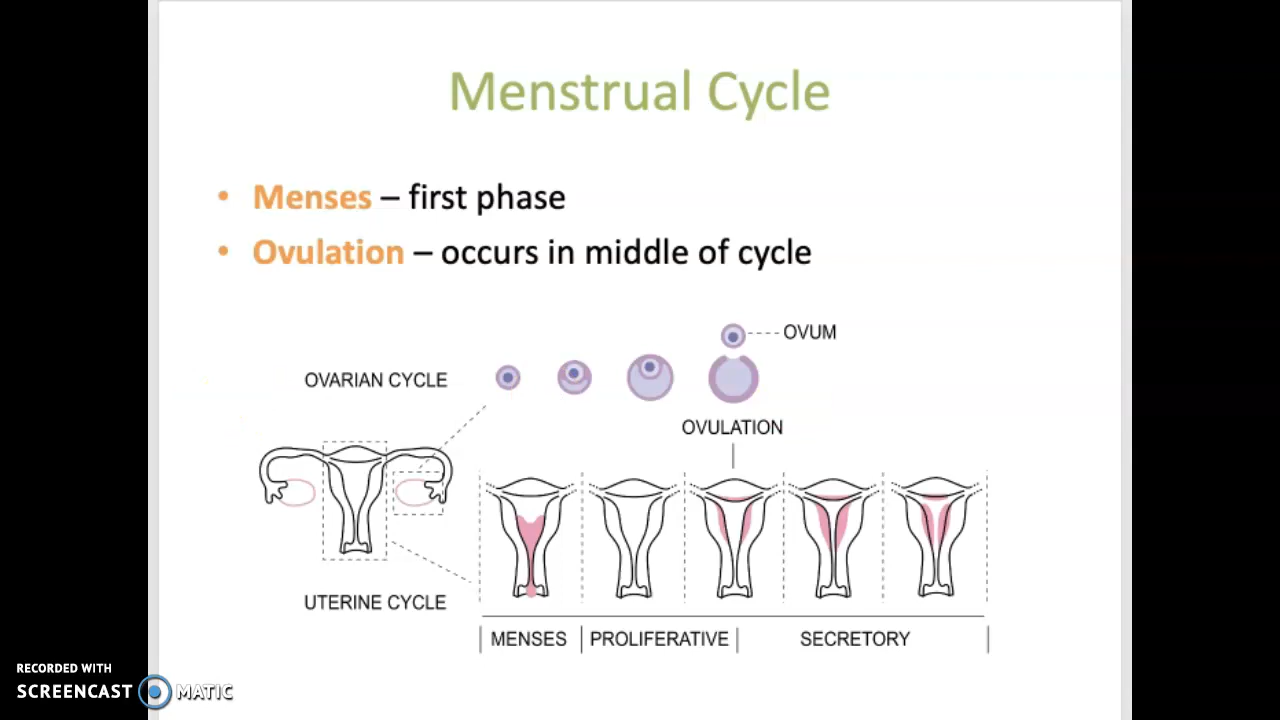 Menstrual Cycle
• Menses – first phase
• Ovulation – occurs in middle of cycle
OVUM
OVARIAN CYCLE
OVULATION
UTERINE CYCLE
MENSES
PROLIFERATIVE
SECRETORY
RECORDED WITH
SCREENCAST MATIC